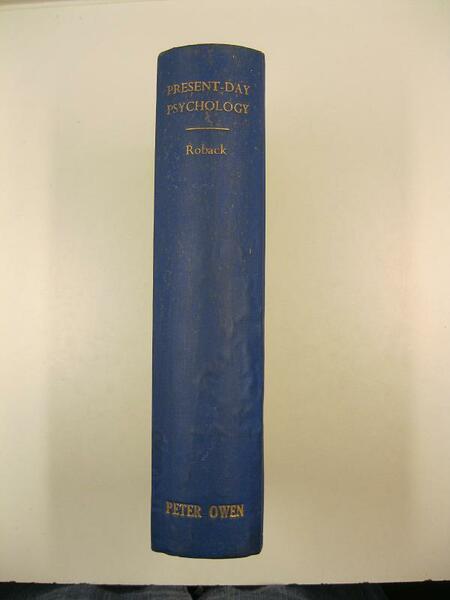 PRESENT-DAY
PSYCHOLOGY
Roback
PETER OWEN